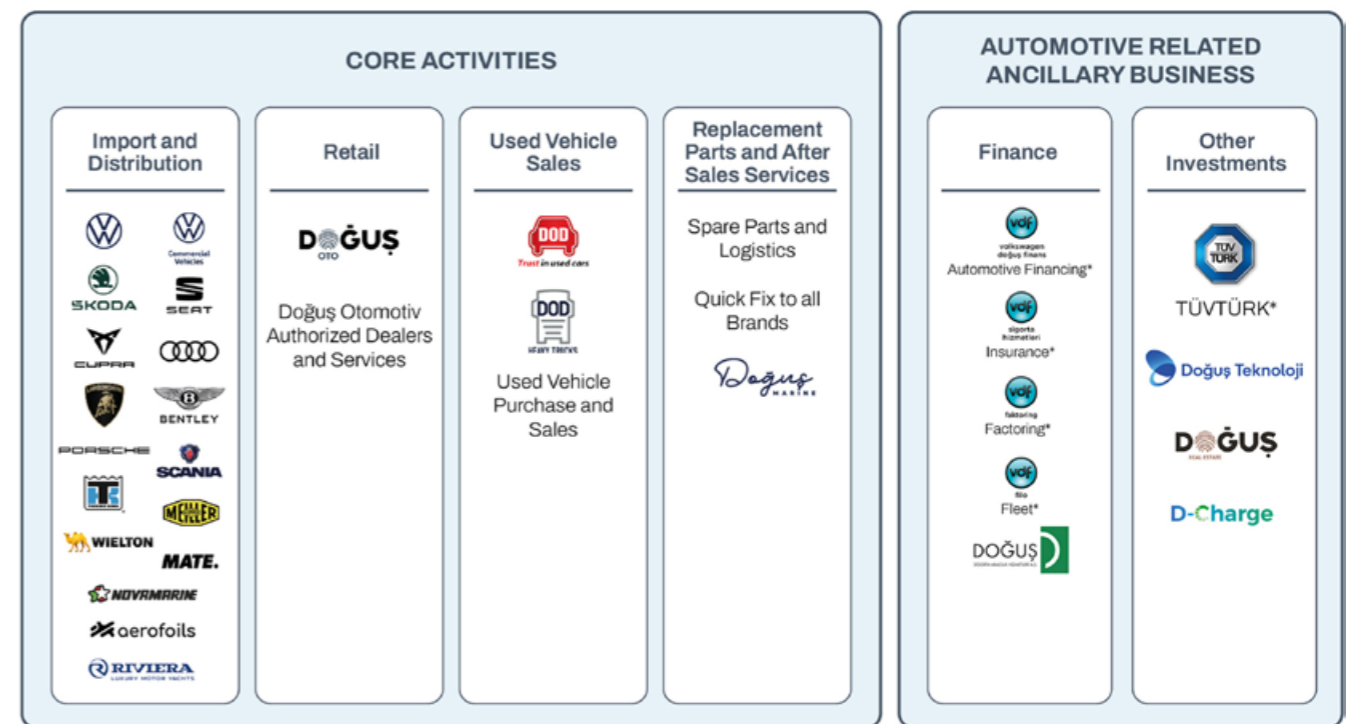 CORE ACTIVITIES
Import and
Distribution
Commercial
Vehicles
ŠKODA
SEAT
CUPRA
BENTLEY
PORSCHE
SCANIA
MEILLER
WIELTON
MATE.
NOVAMARINE
aerofoils
RIVIERA
LUXURY MOTOR YACHTS
Retail
DOĞUŞ
OTO
Doğuş Otomotiv
Authorized Dealers
and Services
Used Vehicle
Sales
DOD
Trust in used cars
DOD
HEAVY TRUCKS
Used Vehicle
Purchase and
Sales
Replacement
Parts and After
Sales Services
Spare Parts and
Logistics
Quick Fix to all
Brands
Doğuş
MARINE
AUTOMOTIVE RELATED
ANCILLARY BUSINESS
Finance
vdf
volkswagen
doğuş finans
Automotive Financing*
vdf
sigorta
hizmetleri
Insurance*
vdf
faktoring
Factoring*
vdf
filo
Fleet*
DOĞUŞ
Other
Investments
TÜV
TÜRK
TÜVTÜRK*
Doğuş Teknoloji
DOĞUŞ
REAL ESTATE
D-Charge